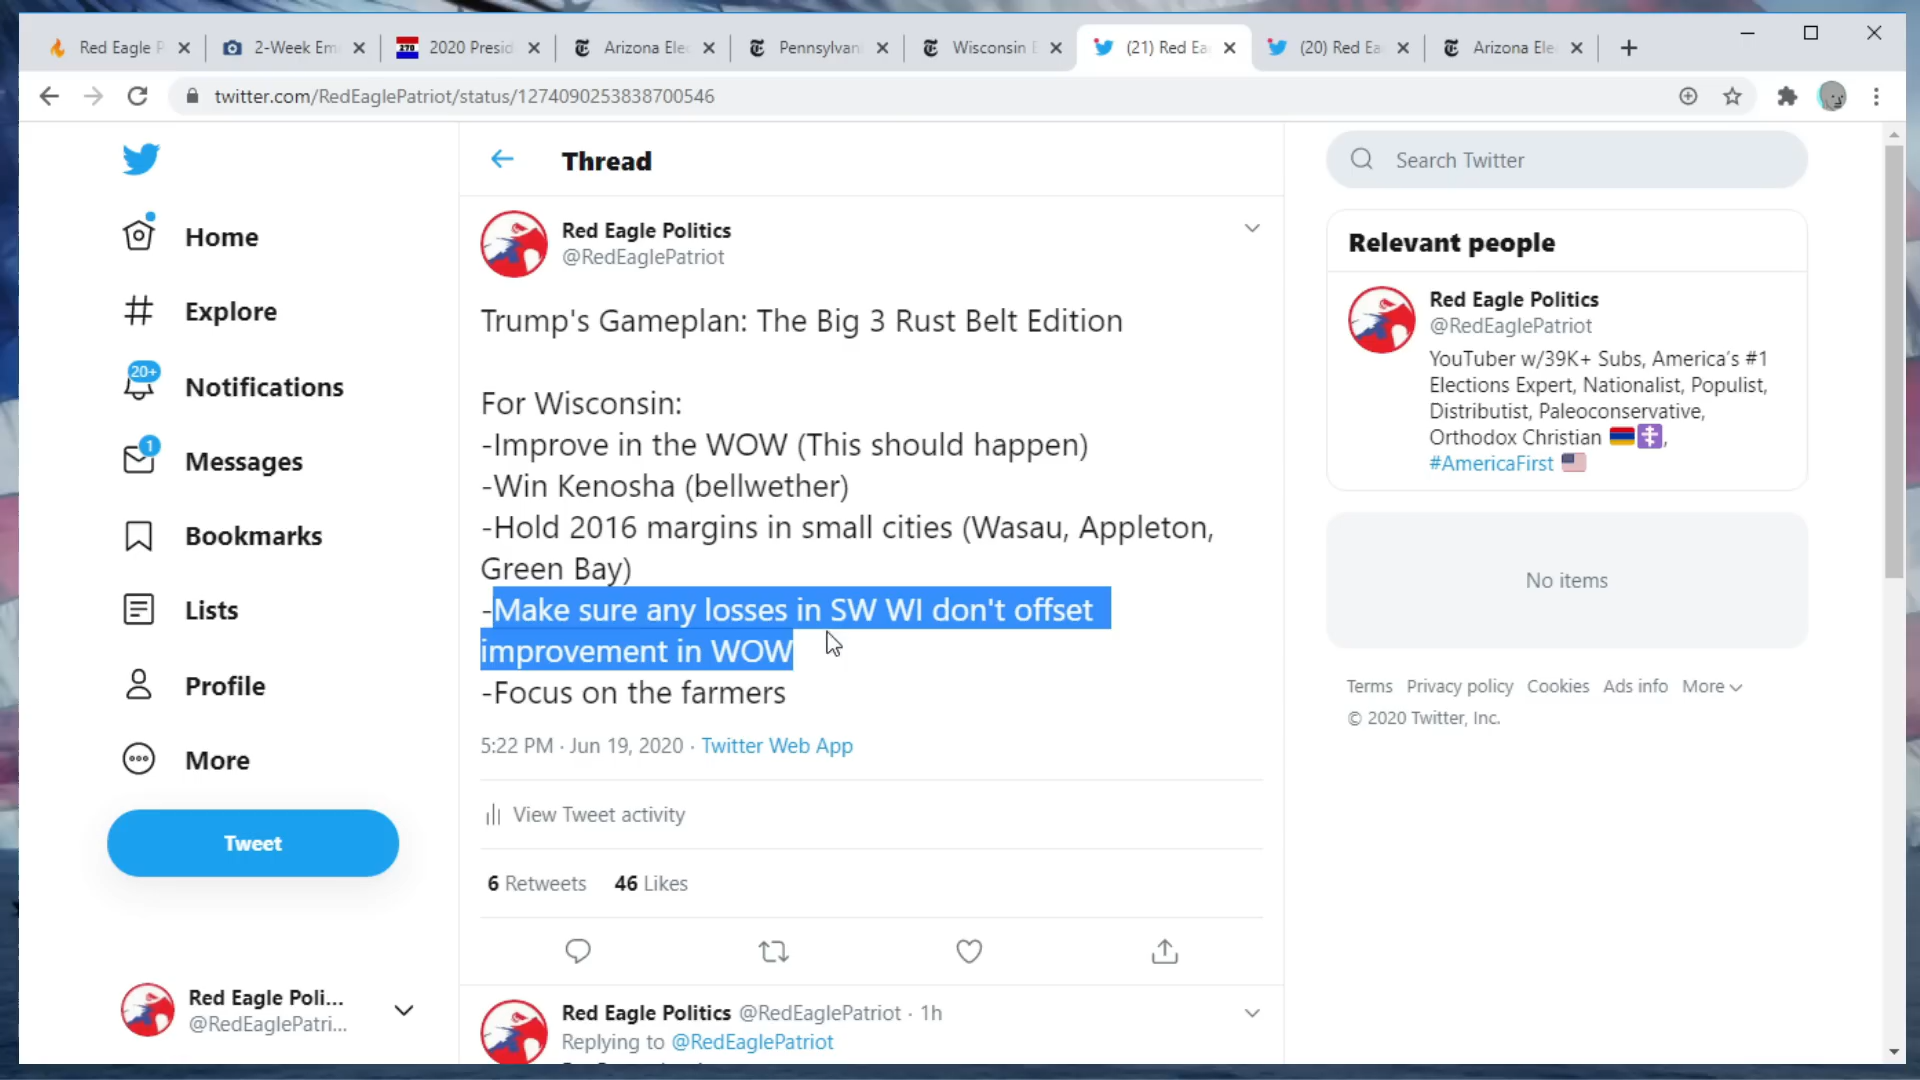 Red Eagle P
2-Week Em
270
2020 Presid
Arizona Ele
Pennsylvan
Wisconsin E
(21) Red Ea
(20) Red Ea
Arizona Ele
twitter.com/RedEaglePatriot/status/1274090253838700546
Home
Explore
20+
Notifications
1
Messages
Bookmarks
Lists
Profile
More
Tweet
Red Eagle Poli...
@RedEaglePatri...
Thread
Red Eagle Politics
@RedEaglePatriot
Trump's Gameplan: The Big 3 Rust Belt Edition
For Wisconsin:
-Improve in the WOW (This should happen)
-Win Kenosha (bellwether)
-Hold 2016 margins in small cities (Wasau, Appleton,
Green Bay)
-Make sure any losses in SW WI don't offset
improvement in WOW
-Focus on the farmers
5:22 PM · Jun 19, 2020 · Twitter Web App
View Tweet activity
6 Retweets 46 Likes
Red Eagle Politics @RedEaglePatriot · 1h
Replying to @RedEaglePatriot
Search Twitter
Relevant people
Red Eagle Politics
@RedEaglePatriot
YouTuber w/39K+ Subs, America's #1
Elections Expert, Nationalist, Populist,
Distributist, Paleoconservative,
Orthodox Christian 🇦🇲☦️,
#AmericaFirst 🇺🇸
No items
Terms Privacy policy Cookies Ads info More
© 2020 Twitter, Inc.